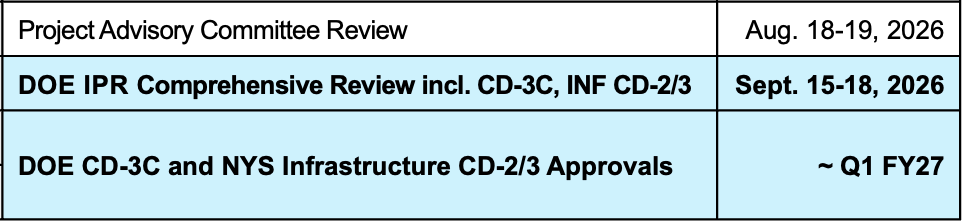 Project Advisory Committee Review Aug. 18-19, 2026
DOE IPR Comprehensive Review incl. CD-3C, INF CD-2/3 Sept. 15-18, 2026
DOE CD-3C and NYS Infrastructure CD-2/3 Approvals ~ Q1 FY27